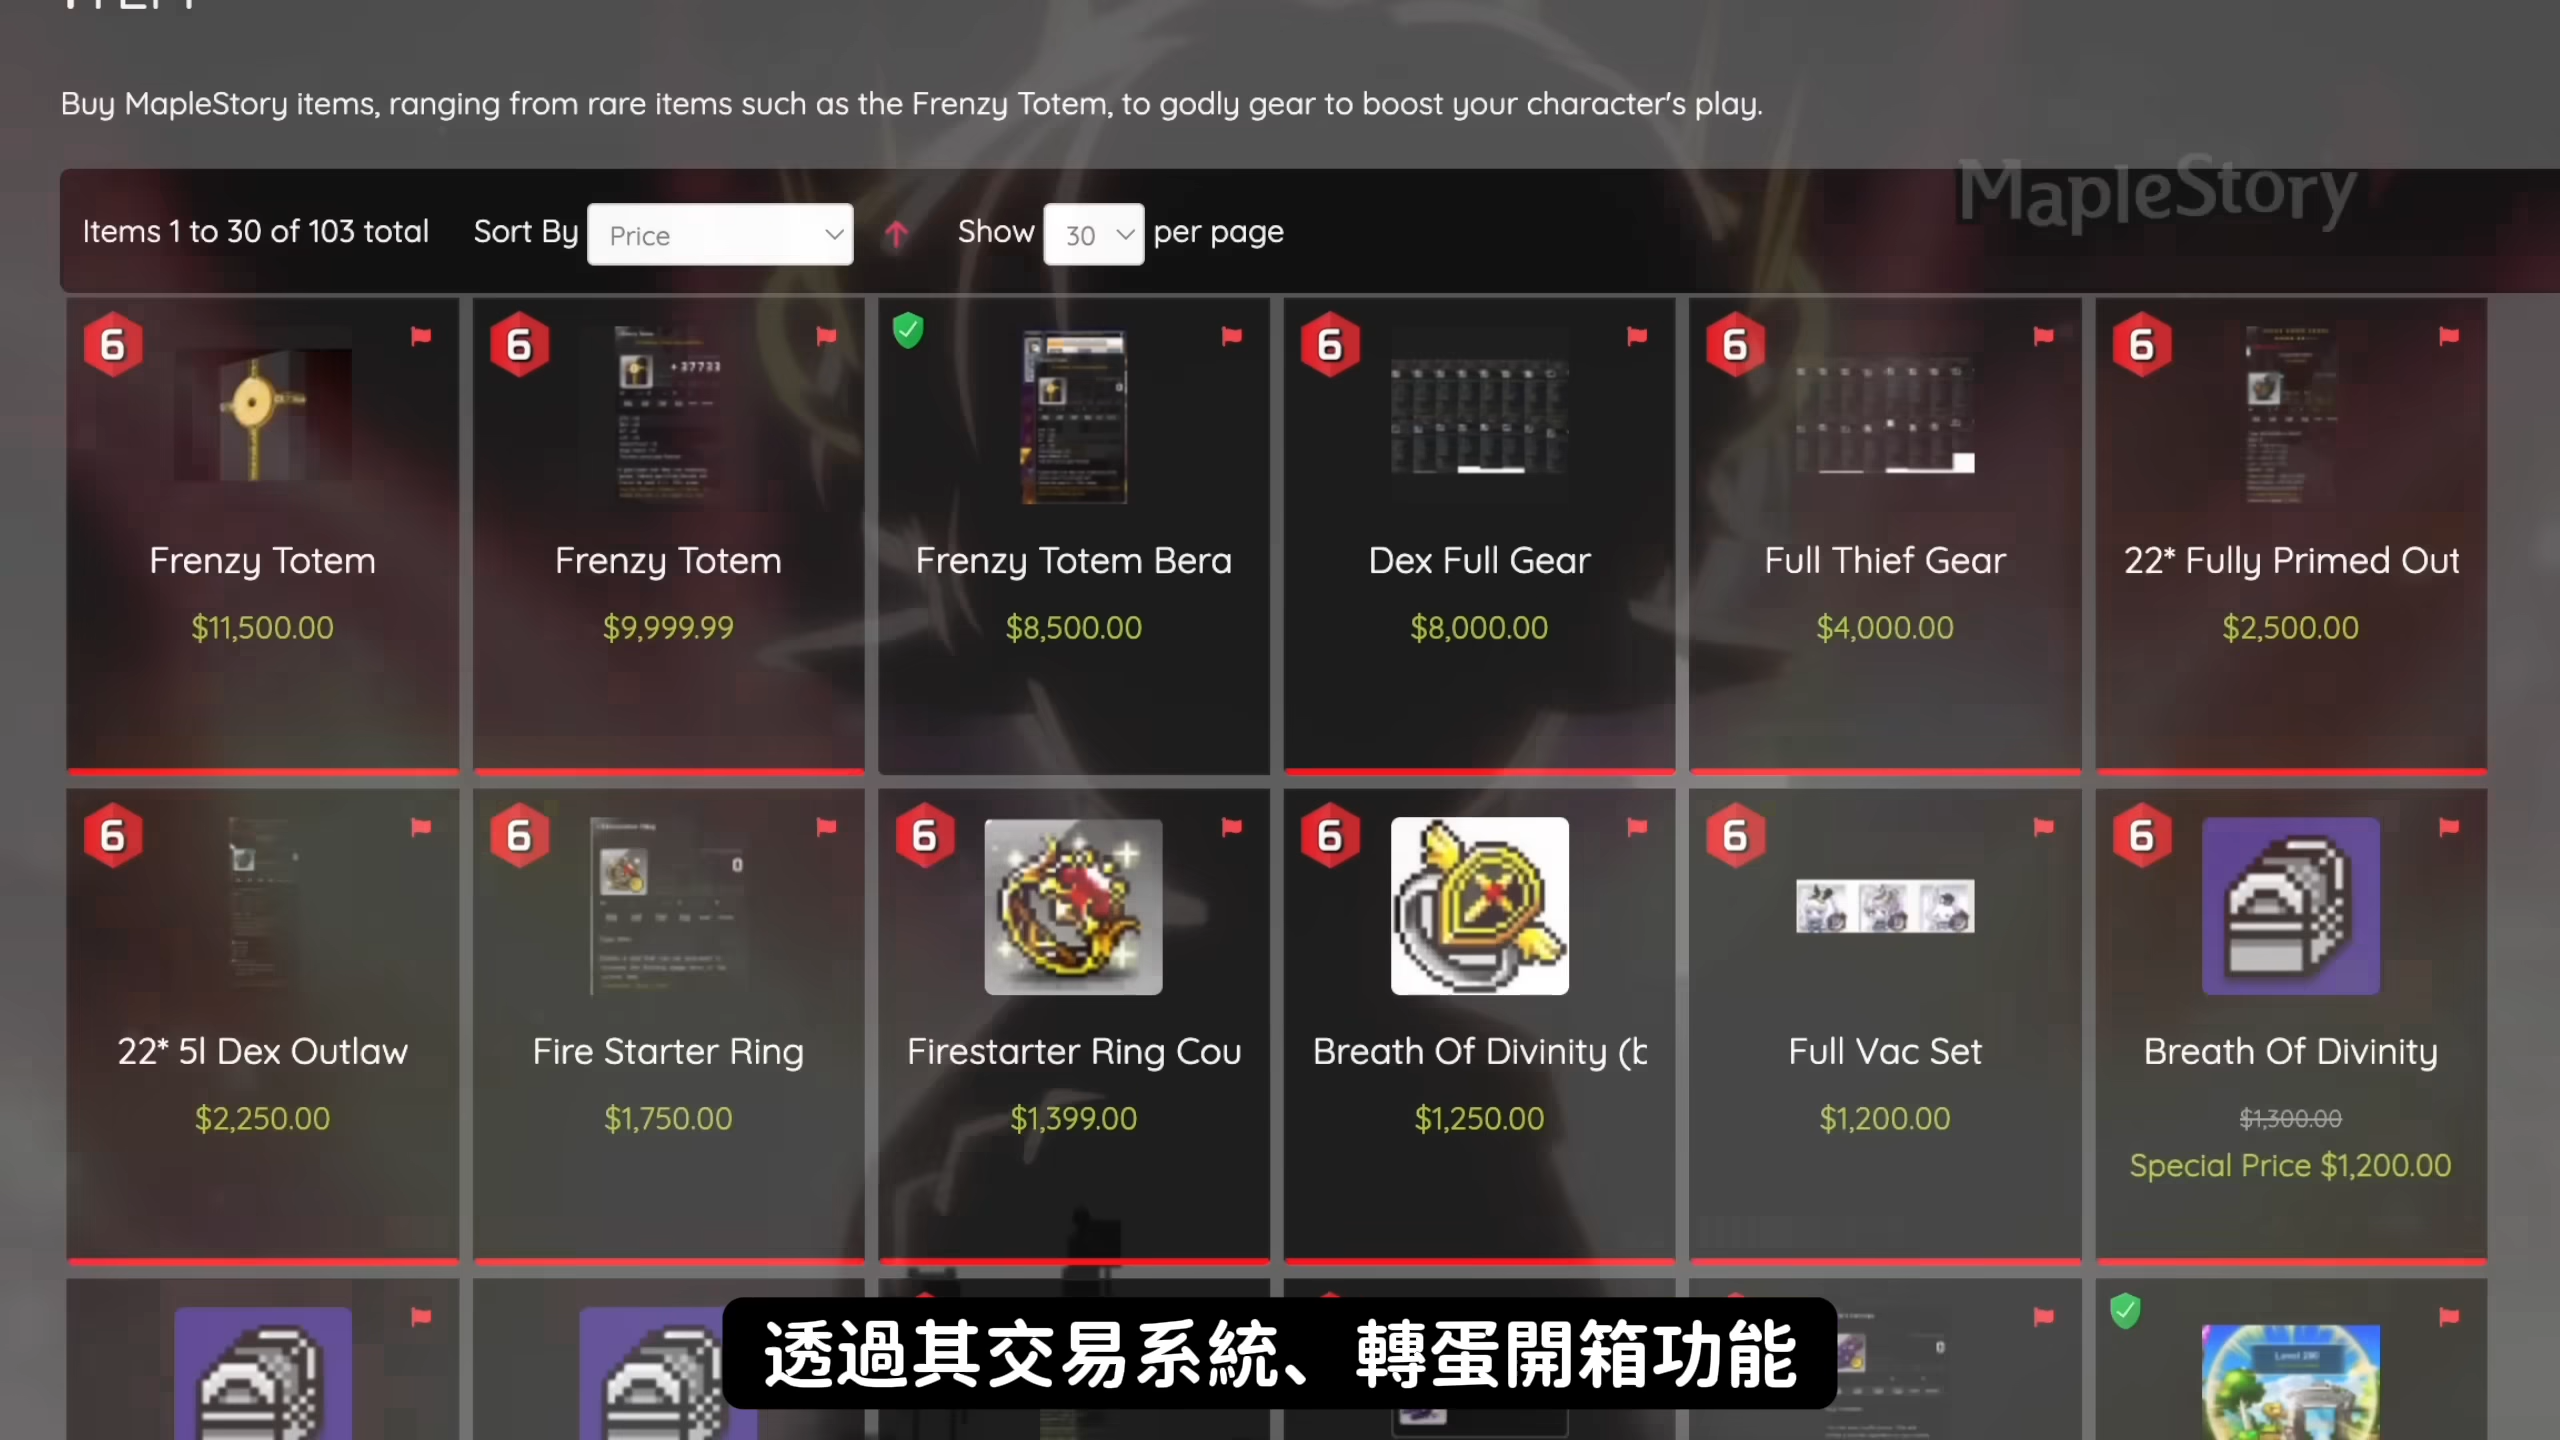 Buy MapleStory items, ranging from rare items such as the Frenzy Totem, to godly gear to boost your character's play.
MapleStory
Items 1 to 30 of 103 total Sort By Price Show 30 per page
6 6 6 6 6
+37733
0
Frenzy Totem
$11,500.00
Frenzy Totem
$9,999.99
Frenzy Totem Bera
$8,500.00
Dex Full Gear
$8,000.00
Full Thief Gear
$4,000.00
22* Fully Primed Out
$2,500.00
6 6 6 6 6 6
0
22* 5l Dex Outlaw
$2,250.00
Fire Starter Ring
$1,750.00
Firestarter Ring Cou
$1,399.00
Breath Of Divinity (b
$1,250.00
Full Vac Set
$1,200.00
Breath Of Divinity
$1,300.00
Special Price $1,200.00
透過其交易系統、轉蛋開箱功能